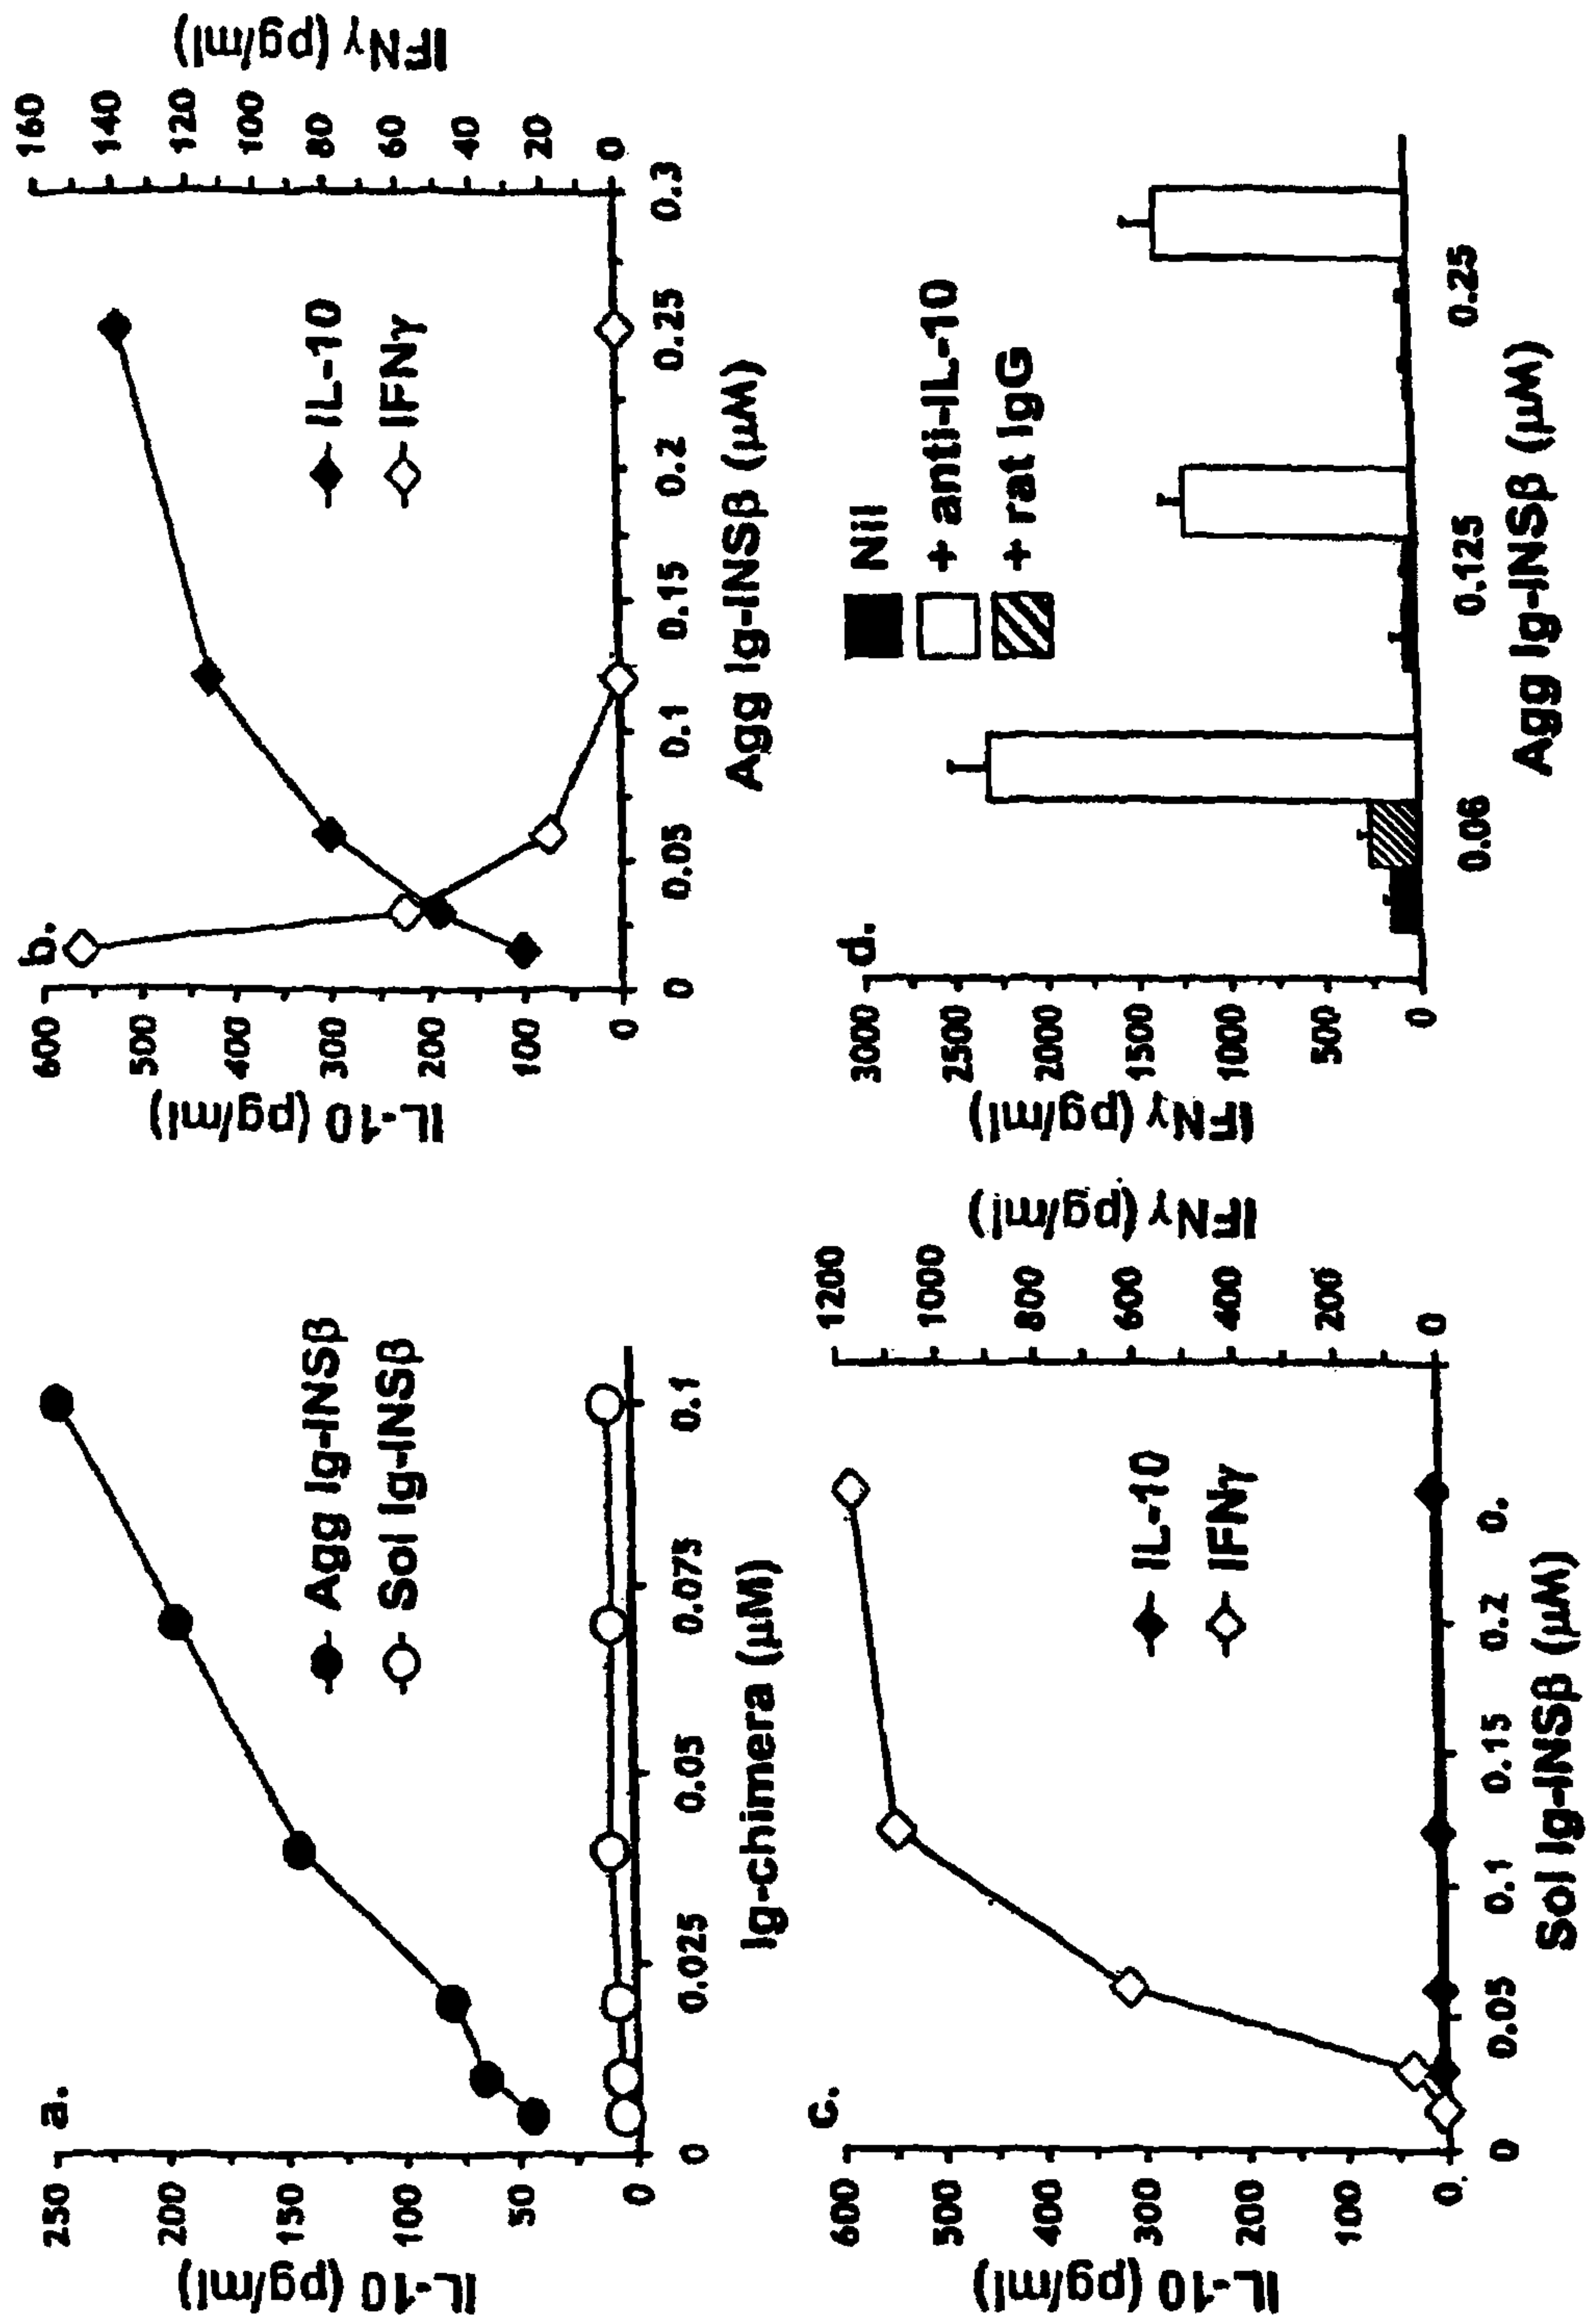 a.
IL-10 (pg/ml)
250
200
150
100
50
0
0 0.025 0.05 0.075 0.1
Ig-chimera (μM)
Agg Ig-INSβ
Sol Ig-INSβ
b.
IL-10 (pg/ml)
600
500
400
300
200
100
0
0 0.05 0.1 0.15 0.2 0.25 0.3
Agg Ig-INSβ (μM)
IL-10
IFNγ
160
140
120
100
80
60
40
20
0
IFNγ (pg/ml)
c.
IL-10 (pg/ml)
600
500
400
300
200
100
0.
0 0.05 0.1 0.15 0.2 0.
Sol Ig-INSβ (μM)
IL-10
IFNγ
1200
1000
800
600
400
200
0
IFNγ (pg/ml)
d.
IFNγ (pg/ml)
3000
2500
2000
1500
1000
500
0
0.06 0.125 0.25
Agg Ig-INSβ (μM)
Nil
+ anti-IL-10
+ rat IgG